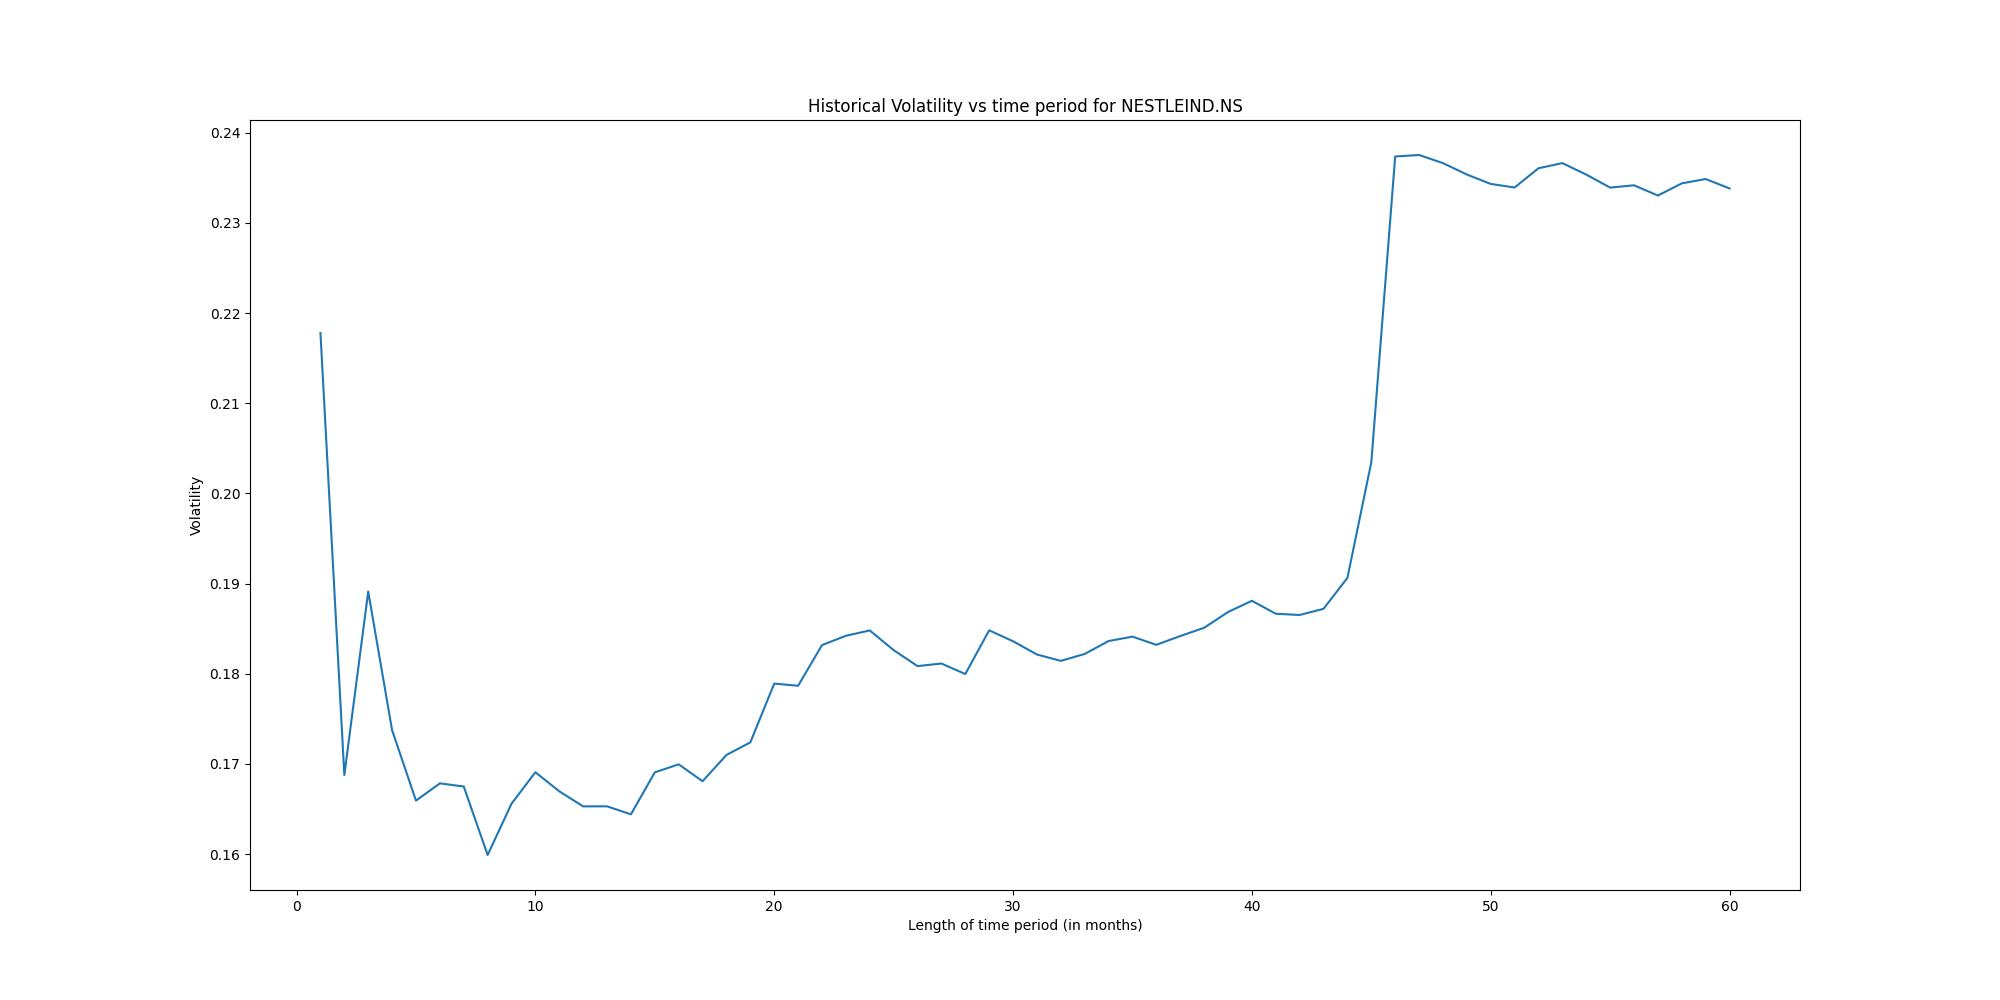 Historical Volatility vs time period for NESTLEIND.NS
0.24
0.23
0.22
0.21
0.20
0.19
0.18
0.17
0.16
Volatility
0 10 20 30 40 50 60
Length of time period (in months)